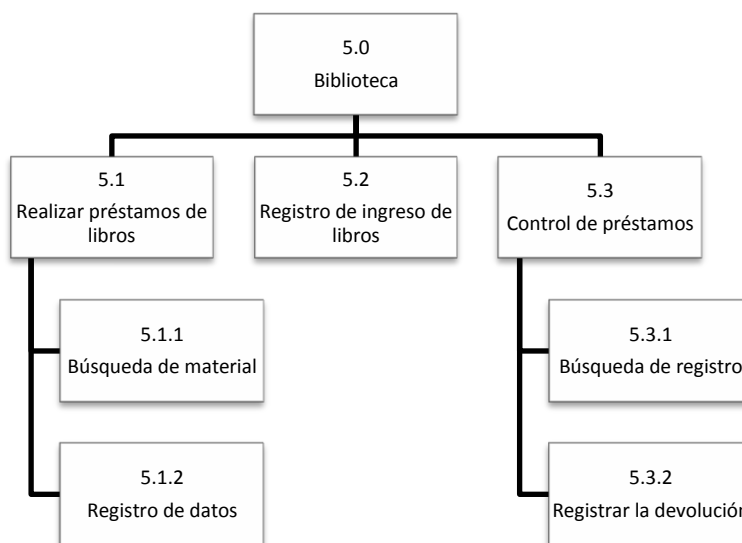 5.0
Biblioteca
5.1
Realizar préstamos de
libros
5.2
Registro de ingreso de
libros
5.3
Control de préstamos
5.1.1
Búsqueda de material
5.1.2
Registro de datos
5.3.1
Búsqueda de registro
5.3.2
Registrar la devolución